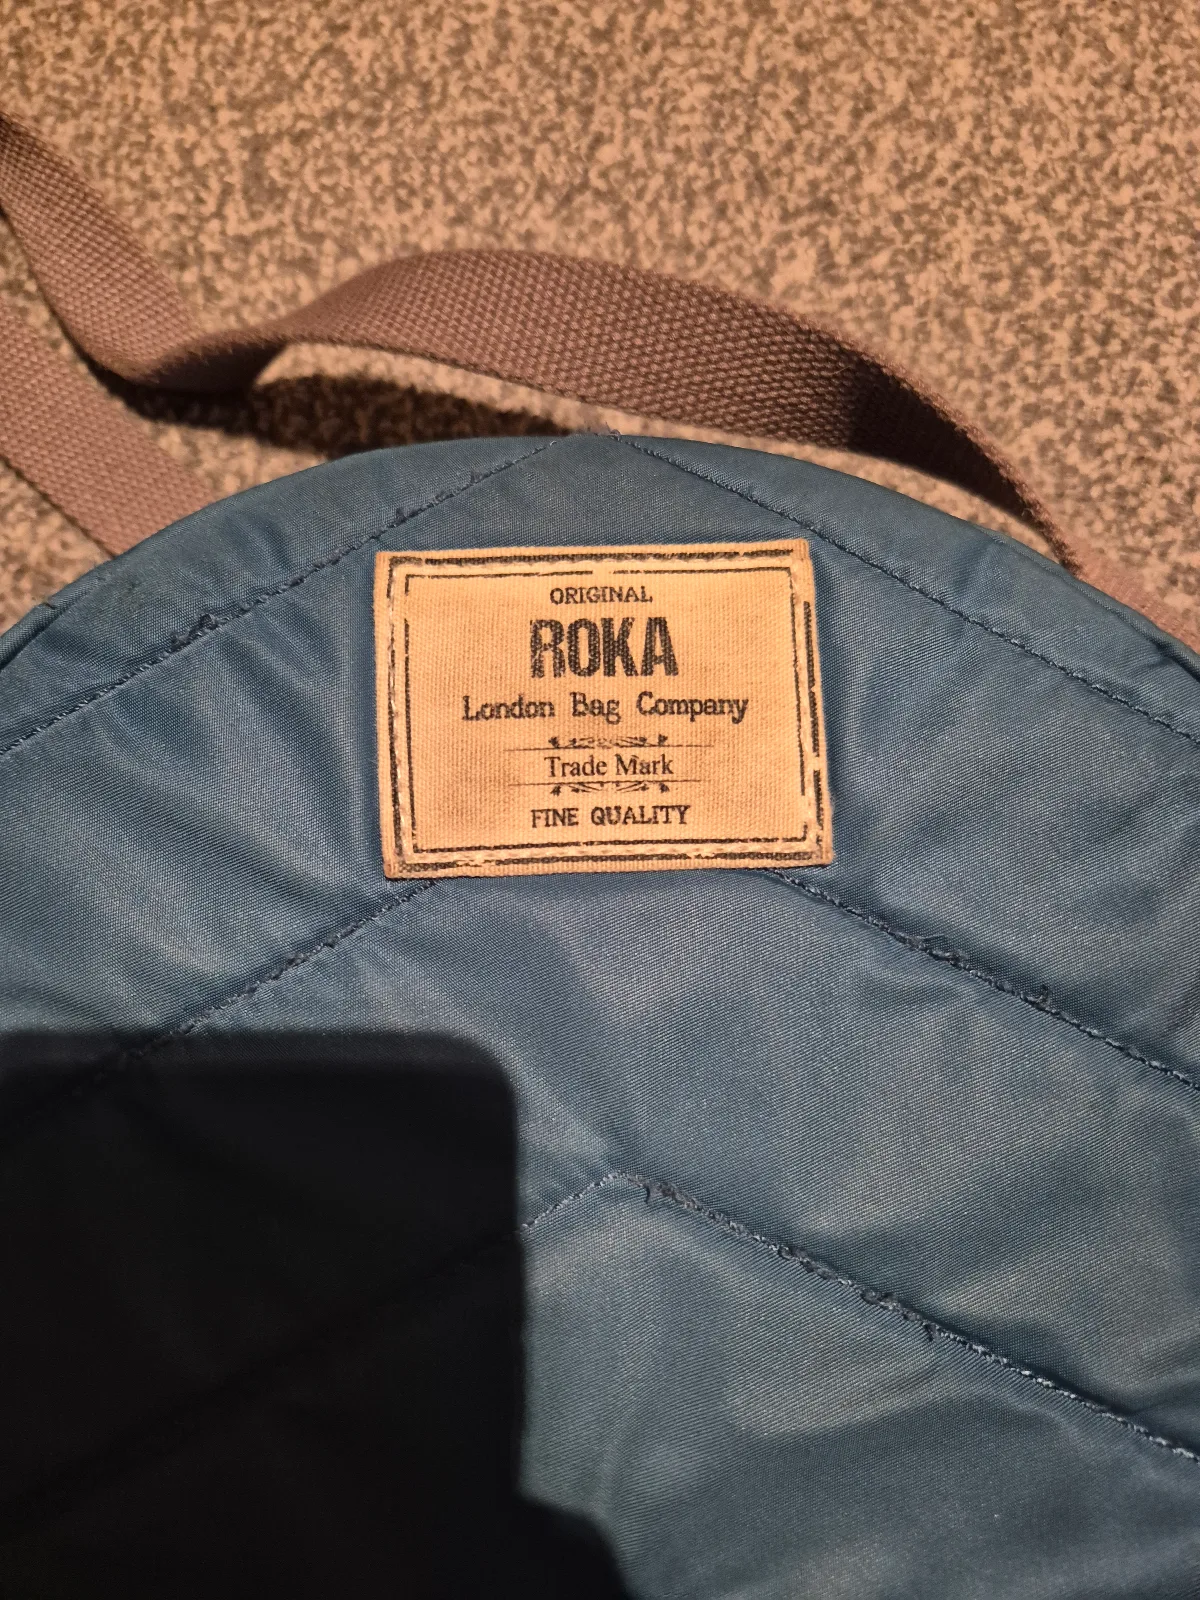 ORIGINAL
ROKA
London Bag Company
Trade Mark
FINE QUALITY